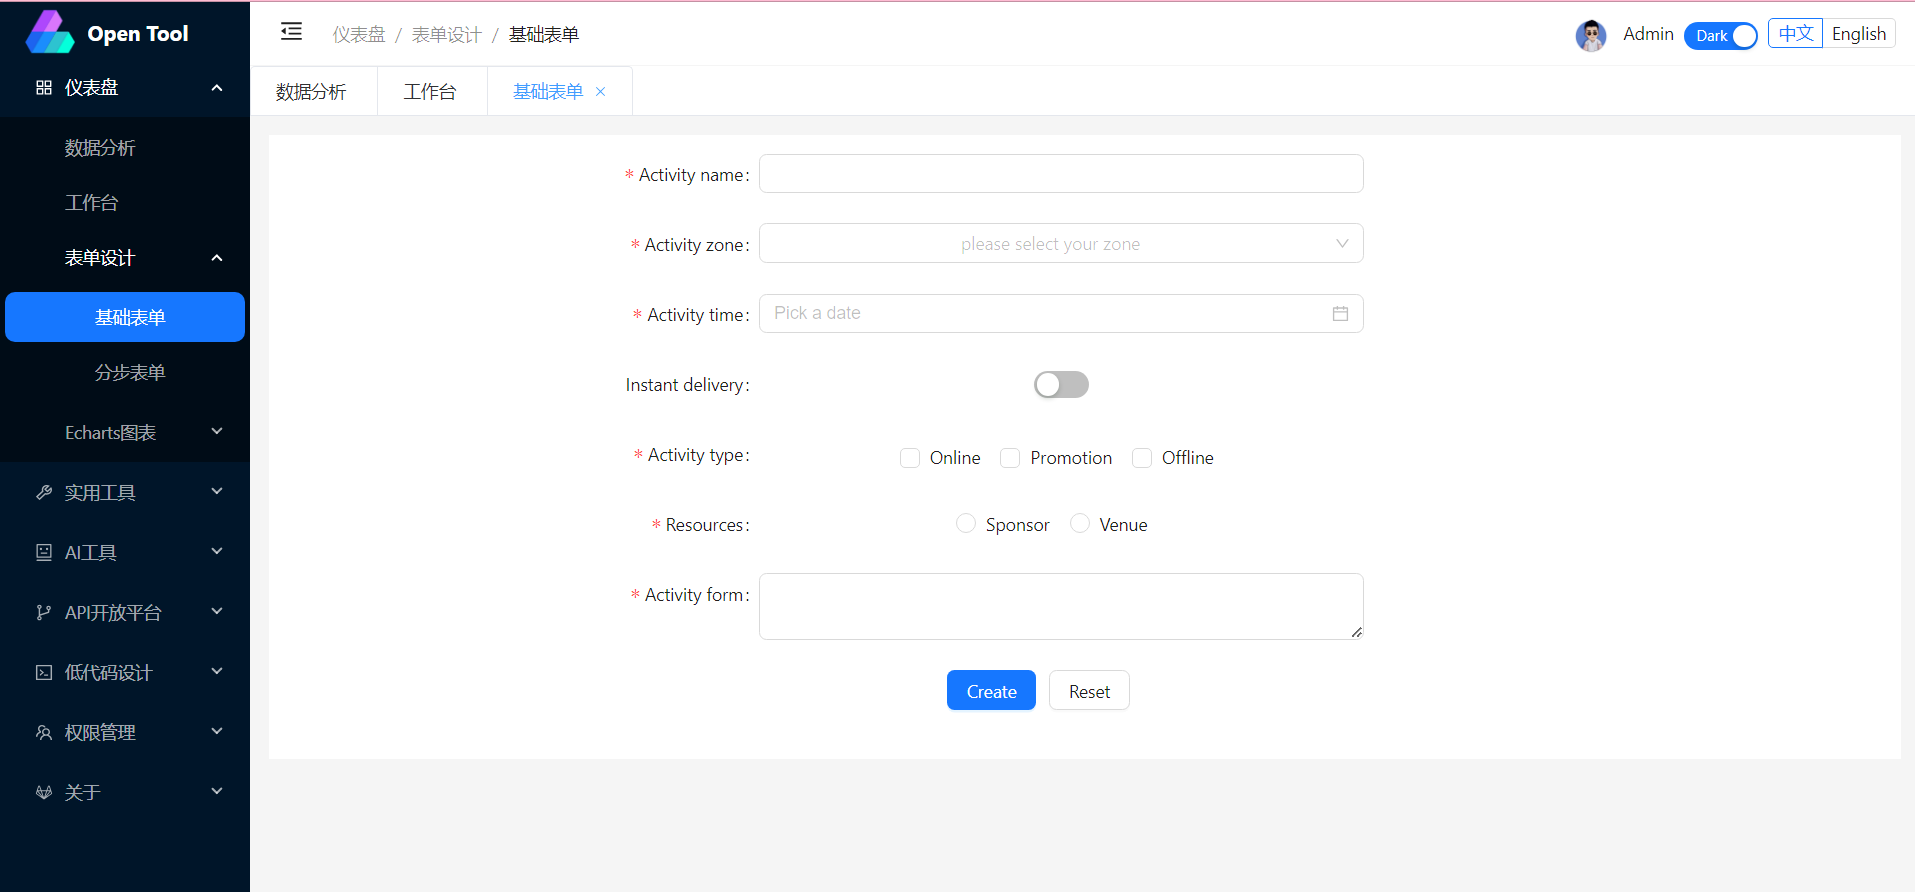 Open Tool
仪表盘
数据分析
工作台
表单设计
基础表单
分步表单
Echarts图表
实用工具
AI工具
API开放平台
低代码设计
权限管理
关于
仪表盘 / 表单设计 / 基础表单
Admin Dark 中文 English
数据分析 工作台 基础表单
* Activity name:
* Activity zone: please select your zone
* Activity time: Pick a date
Instant delivery:
* Activity type: Online Promotion Offline
* Resources: Sponsor Venue
* Activity form:
Create Reset